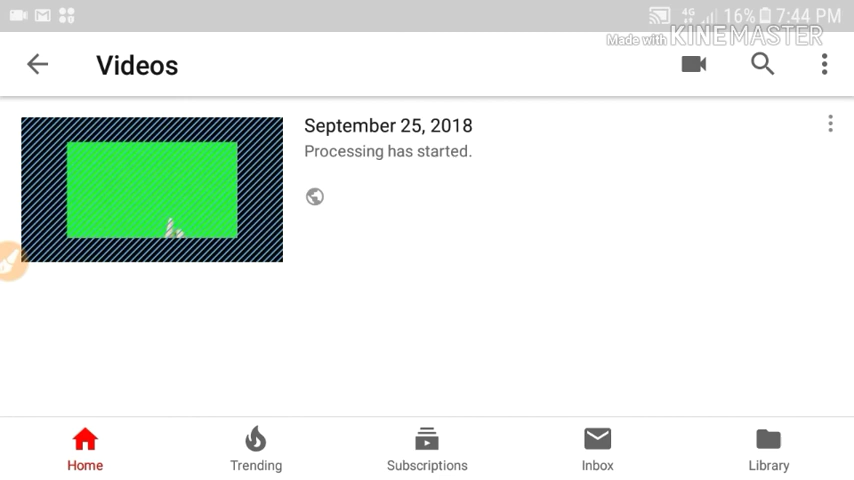 4G 16% 7:44 PM
Made with KINEMASTER
Videos
September 25, 2018
Processing has started.
Home
Trending
Subscriptions
Inbox
Library